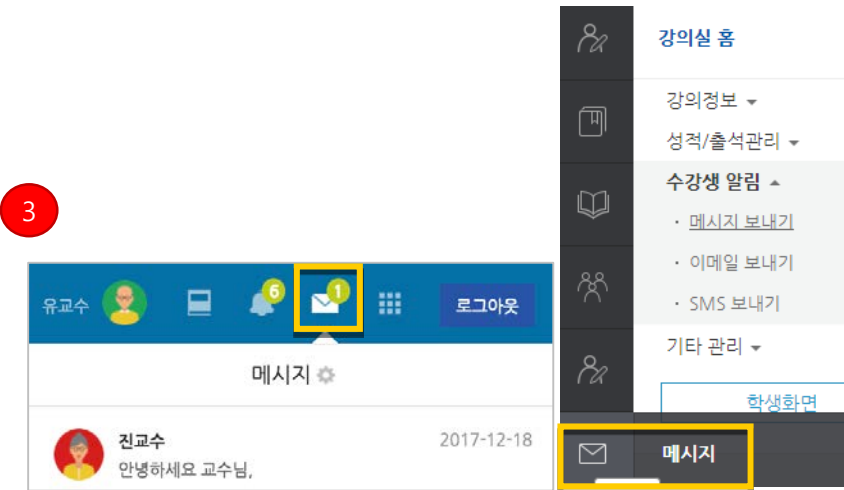 3
유교수
6
1
로그아웃
메시지
진교수
2017-12-18
안녕하세요 교수님,
강의실 홈
강의정보
성적/출석관리
수강생 알림
· 메시지 보내기
· 이메일 보내기
· SMS 보내기
기타 관리
학생화면
메시지